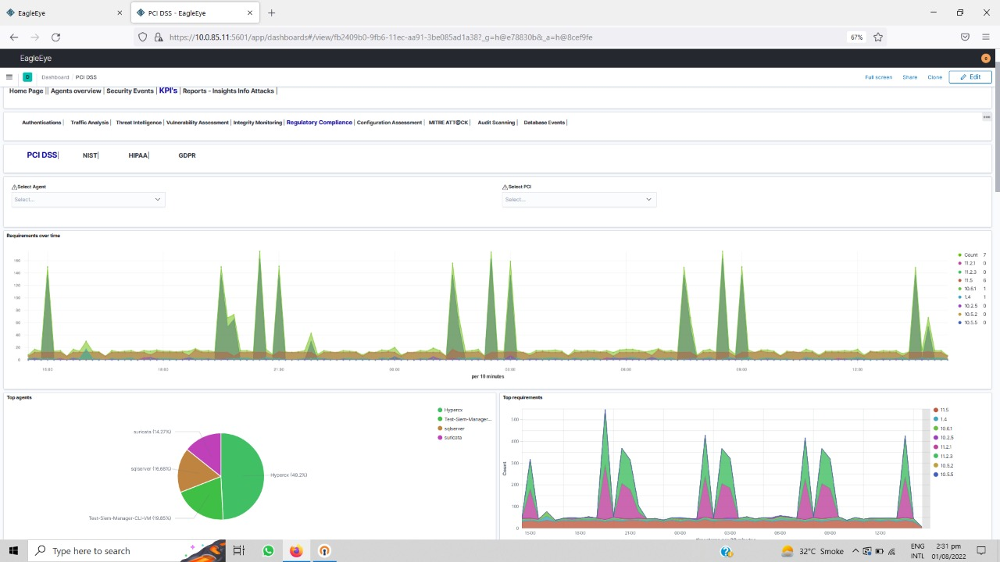 EagleEye
PCI DSS - EagleEye
https://10.0.85.11:5601/app/dashboards#/view/fb2409b0-9fb6-11ec-aa91-3be085ad1a38?_g=h@e78830b&_a=h@8cef9fe
67%
EagleEye
e
D Dashboard / PCI DSS
Full screen Share Clone Edit
Home Page || Agents overview | Security Events | KPI's | Reports - Insights Info Attacks |
Authentications | Traffic Analysis | Threat Intelligence | Vulnerability Assessment | Integrity Monitoring | Regulatory Compliance | Configuration Assessment | MITRE ATT@CK | Audit Scanning | Database Events |
PCI DSS| NIST| HIPAA| GDPR
Select Agent
Select...
Select PCI
Select...
Requirements over time
160
140
120
100
80
60
40
20
0
15:00 18:00 21:00 00:00 03:00 06:00 09:00 12:00
per 10 minutes
Count 7
11.2.1 0
11.2.3 0
11.5 6
10.6.1 1
1.4 1
10.2.5 0
10.5.2 0
10.5.5 0
Top agents
suricata (14.27%)
sqlserver (16.68%)
Hypercx (49.2%)
Test-Siem-Manager-CLI-VM (19.85%)
Hypercx
Test-Siem-Manager...
sqlserver
suricata
Top requirements
Count
500
400
300
200
100
0
15:00 18:00 21:00 00:00 03:00 06:00 09:00 12:00
timestamp per 30 minutes
11.5
1.4
10.6.1
10.2.5
11.2.1
11.2.3
10.5.2
10.5.5
Type here to search
32°C Smoke
ENG
INTL
2:31 pm
01/08/2022